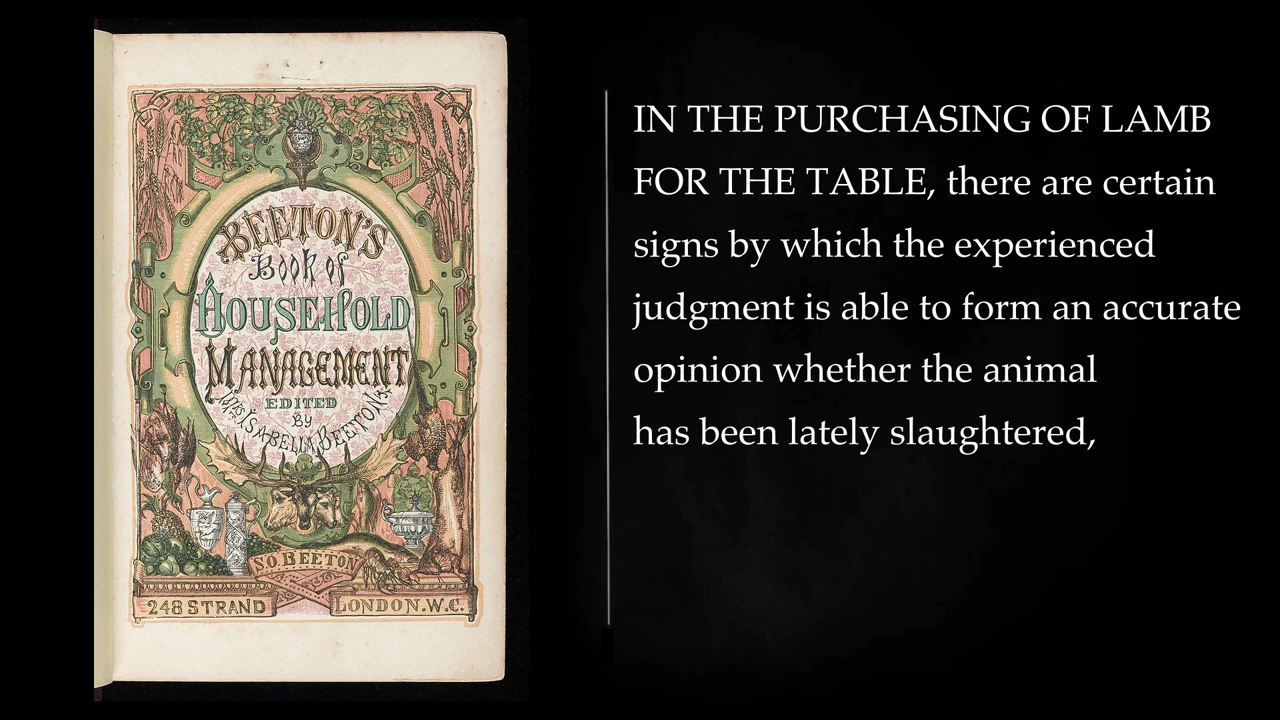 BEETON'S
Book of
HOUSEHOLD
MANAGEMENT
EDITED
BY
MRS. ISABELLA BEETON
S.O. BEETON
248 STRAND
LONDON. W.C.
IN THE PURCHASING OF LAMB
FOR THE TABLE, there are certain
signs by which the experienced
judgment is able to form an accurate
opinion whether the animal
has been lately slaughtered,